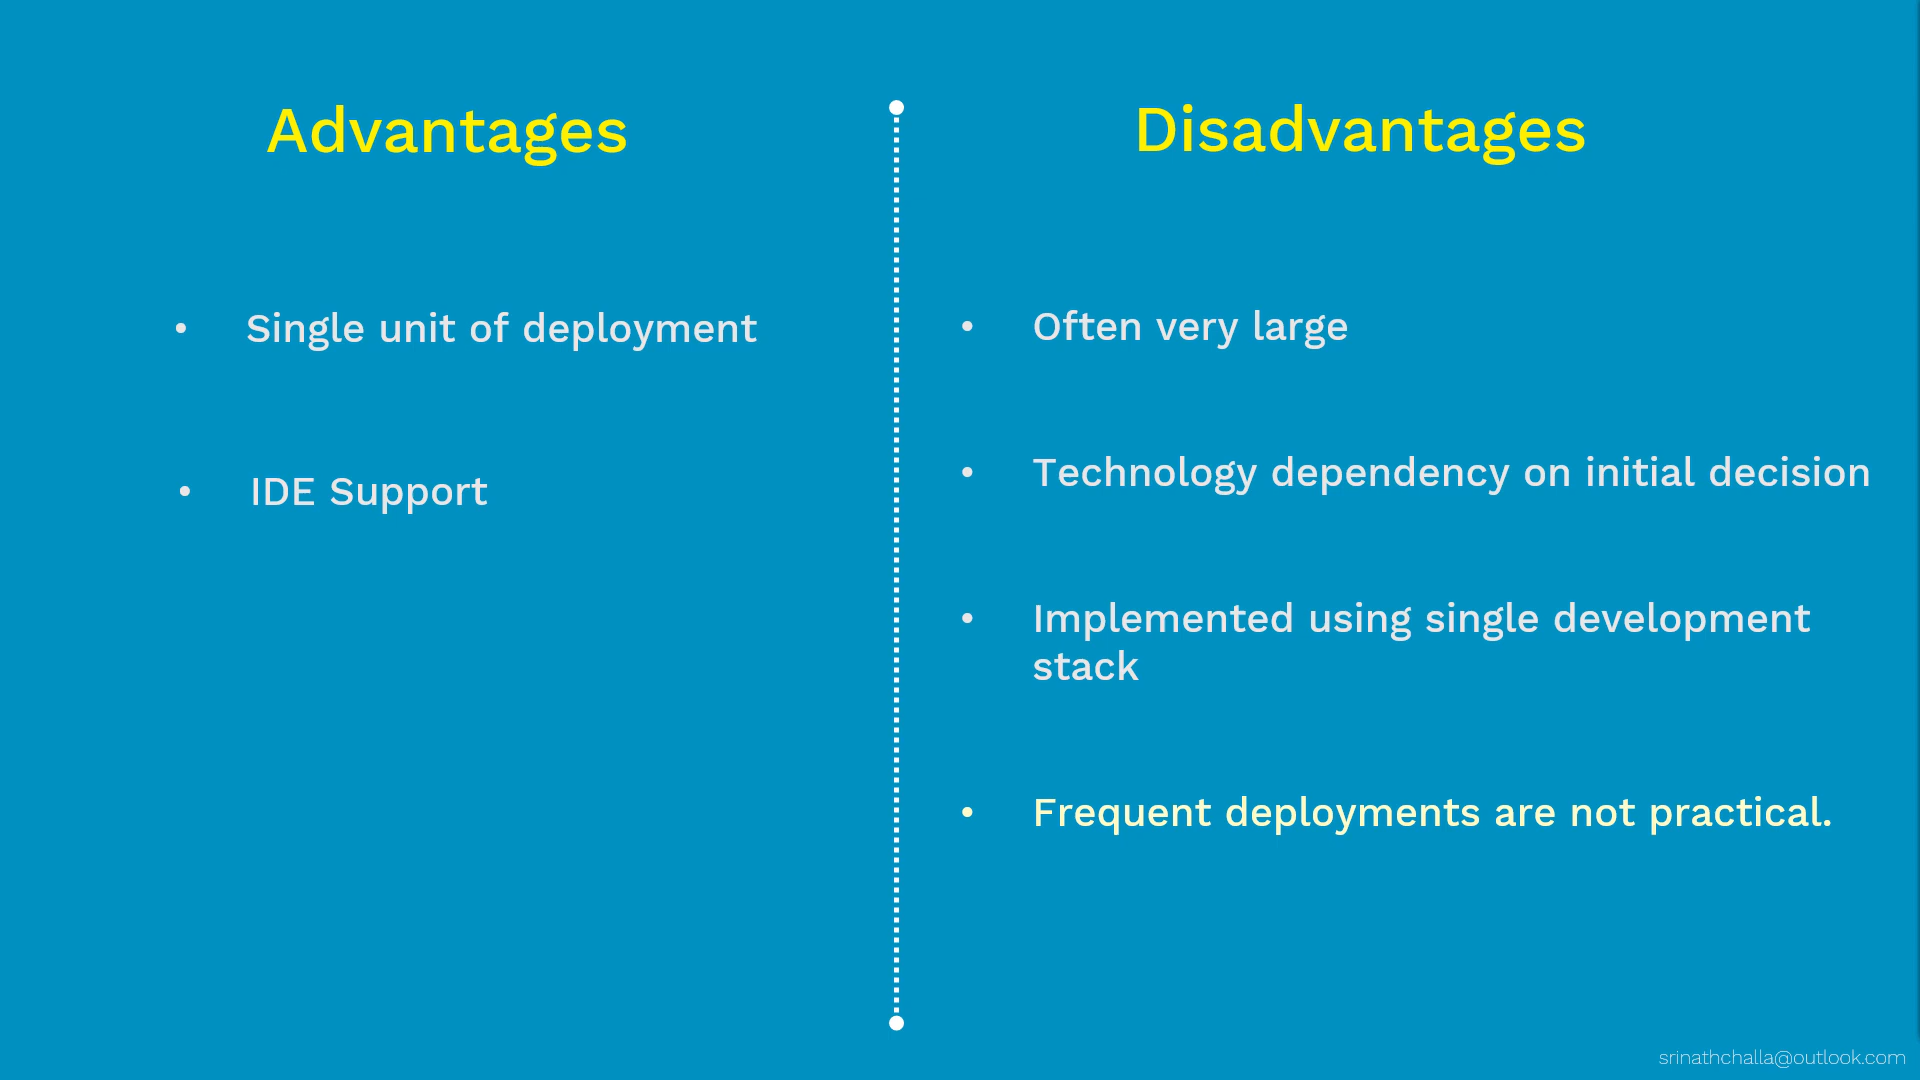 Advantages
• Single unit of deployment
• IDE Support
Disadvantages
• Often very large
• Technology dependency on initial decision
• Implemented using single development
stack
• Frequent deployments are not practical.
srinathchalla@outlook.com